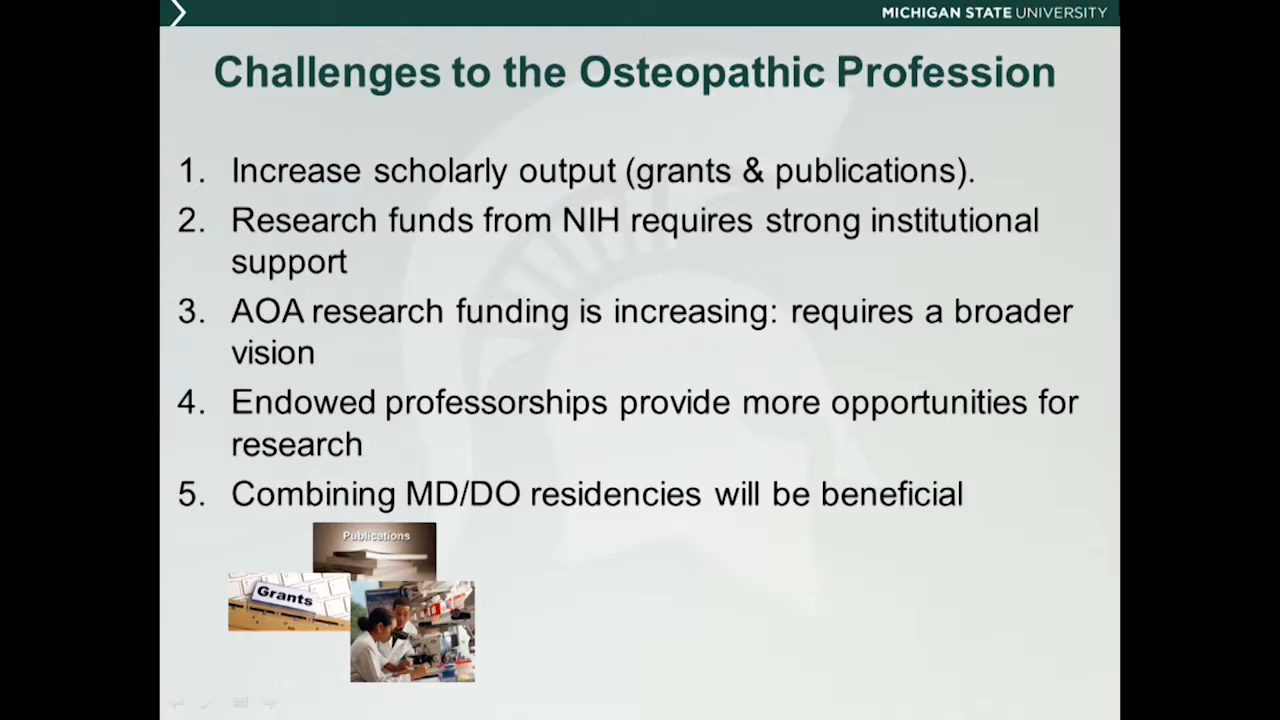 MICHIGAN STATE UNIVERSITY
Challenges to the Osteopathic Profession
1. Increase scholarly output (grants & publications).
2. Research funds from NIH requires strong institutional
support
3. AOA research funding is increasing: requires a broader
vision
4. Endowed professorships provide more opportunities for
research
5. Combining MD/DO residencies will be beneficial
Publications
Grants